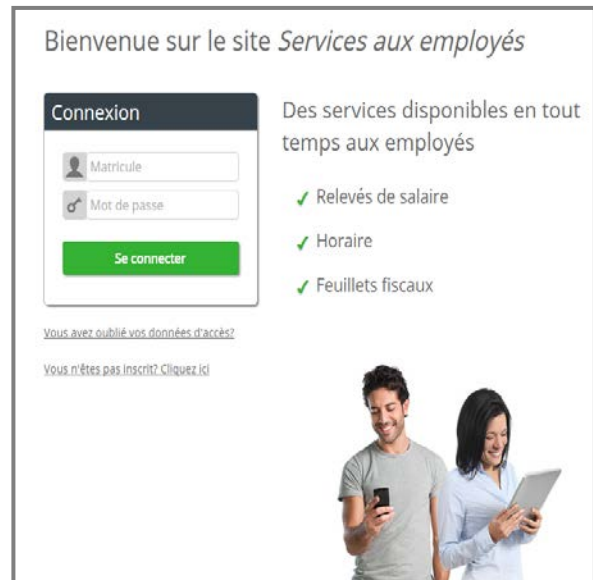 Bienvenue sur le site Services aux employés
Connexion
Matricule
Mot de passe
Se connecter
Vous avez oublié vos données d'accès?
Vous n'êtes pas inscrit? Cliquez ici
Des services disponibles en tout
temps aux employés
Relevés de salaire
Horaire
Feuillets fiscaux